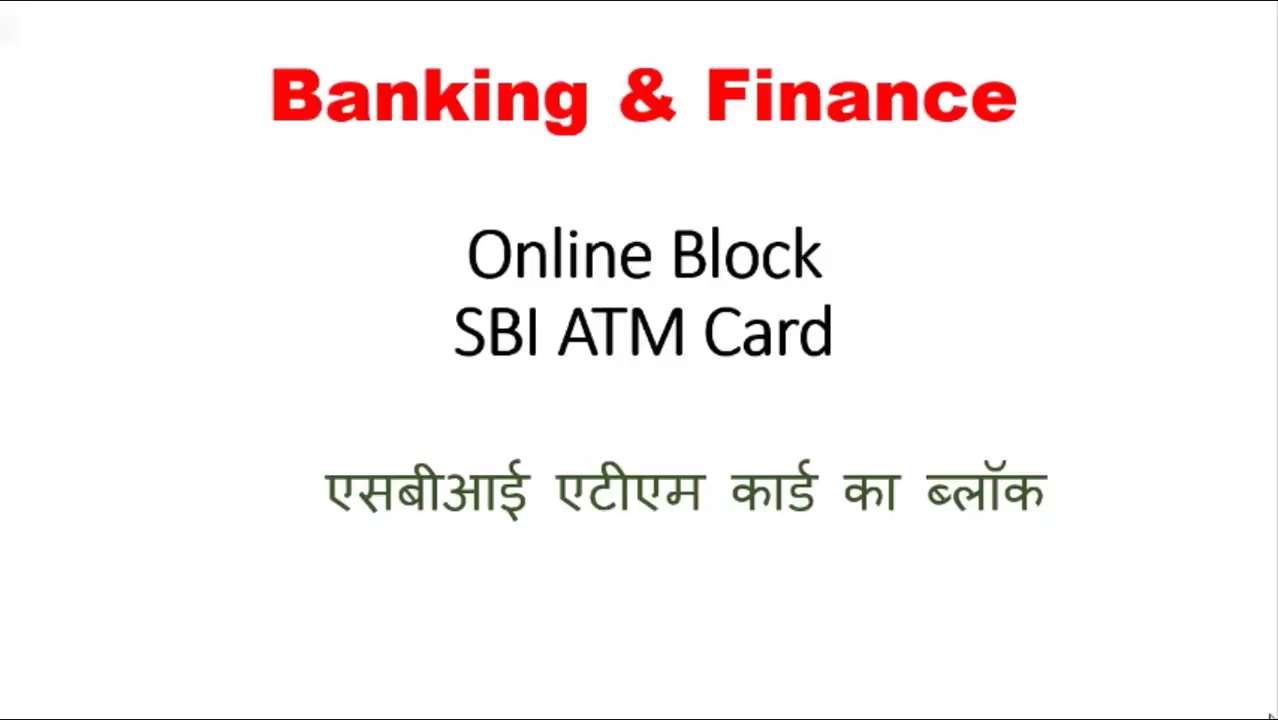 Banking & Finance
Online Block
SBI ATM Card
एसबीआई एटीएम कार्ड का ब्लॉक